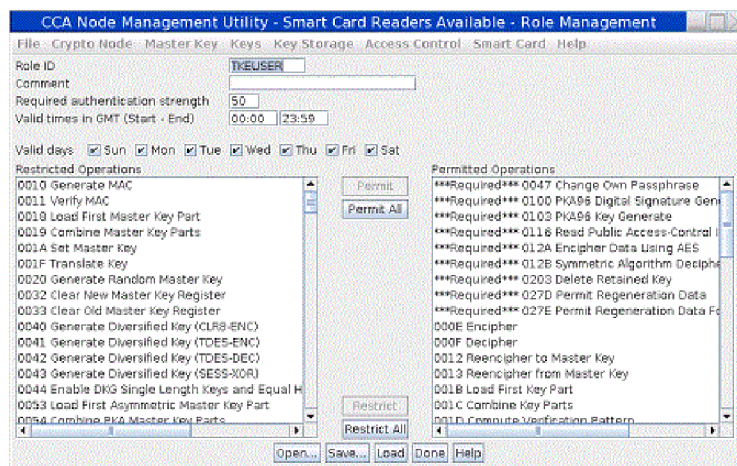 CCA Node Management Utility - Smart Card Readers Available - Role Management
File Crypto Node Master Key Keys Key Storage Access Control Smart Card Help
Role ID TKEUSER
Comment
Required authentication strength 50
Valid times in GMT (Start - End) 00:00 23:59
Valid days Sun Mon Tue Wed Thu Fri Sat
Restricted Operations
0010 Generate MAC
0011 Verify MAC
0018 Load First Master Key Part
0019 Combine Master Key Parts
001A Set Master Key
001F Translate Key
0020 Generate Random Master Key
0032 Clear New Master Key Register
0033 Clear Old Master Key Register
0040 Generate Diversified Key (CLR8-ENC)
0041 Generate Diversified Key (TDES-ENC)
0042 Generate Diversified Key (TDES-DEC)
0043 Generate Diversified Key (SESS-XOR)
0044 Enable DKG Single Length Keys and Equal H
0053 Load First Asymmetric Master Key Part
0054 Combine PKA Master Key Parts
Permit
Permit All
Restrict
Restrict All
Permitted Operations
***Required*** 0047 Change Own Passphrase
***Required*** 0100 PKA96 Digital Signature Gen
***Required*** 0103 PKA96 Key Generate
***Required*** 0116 Read Public Access-Control
***Required*** 012A Encipher Data Using AES
***Required*** 012B Symmetric Algorithm Deciphe
***Required*** 0203 Delete Retained Key
***Required*** 027D Permit Regeneration Data
***Required*** 027E Permit Regeneration Data Fo
000E Encipher
000F Decipher
0012 Reencipher to Master Key
0013 Reencipher from Master Key
001B Load First Key Part
001C Combine Key Parts
001D Compute Verification Pattern
Open... Save... Load Done Help